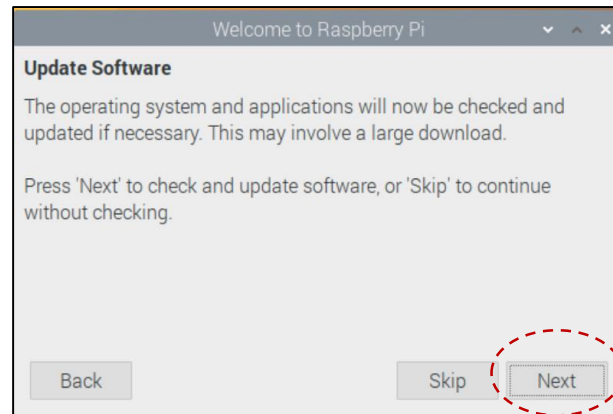 Welcome to Raspberry Pi
Update Software
The operating system and applications will now be checked and
updated if necessary. This may involve a large download.
Press 'Next' to check and update software, or 'Skip' to continue
without checking.
Back Skip Next